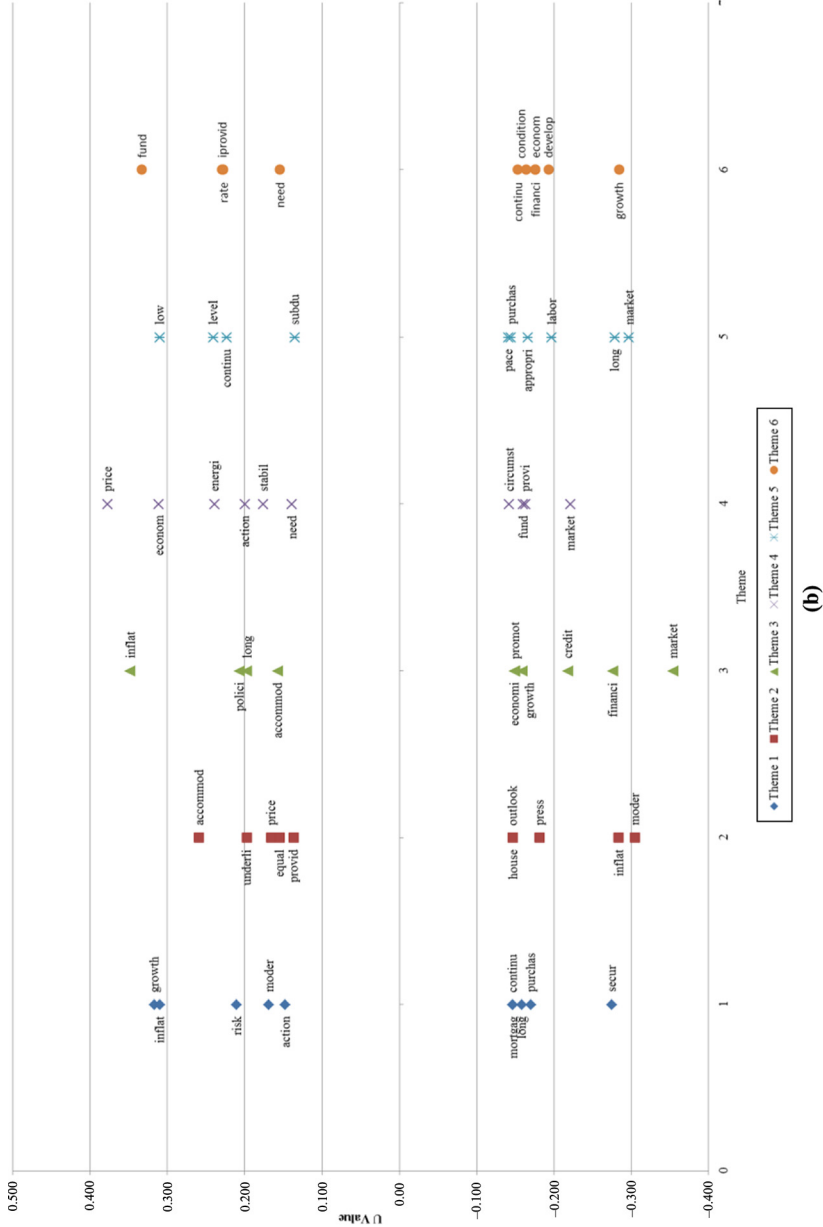 0.500
0.400
0.300
0.200
0.100
0.00
−0.100
−0.200
−0.300
−0.400
U Value
0
1
2
3
4
5
6
Theme
growth
inflat
risk
moder
action
continu
mortgag
long
purchas
secur
accommod
underli
price
equal
provid
outlook
house
press
inflat
moder
inflat
long
polici
accommod
promot
economi
growth
credit
financi
market
price
econom
energi
action
stabil
need
circumst
provi
fund
market
low
level
continu
subdu
purchas
pace
appropri
labor
long
market
fund
iprovid
rate
need
condition
continu
econom
financi
develop
growth
Theme 1 Theme 2 Theme 3 Theme 4 Theme 5 Theme 6
(b)